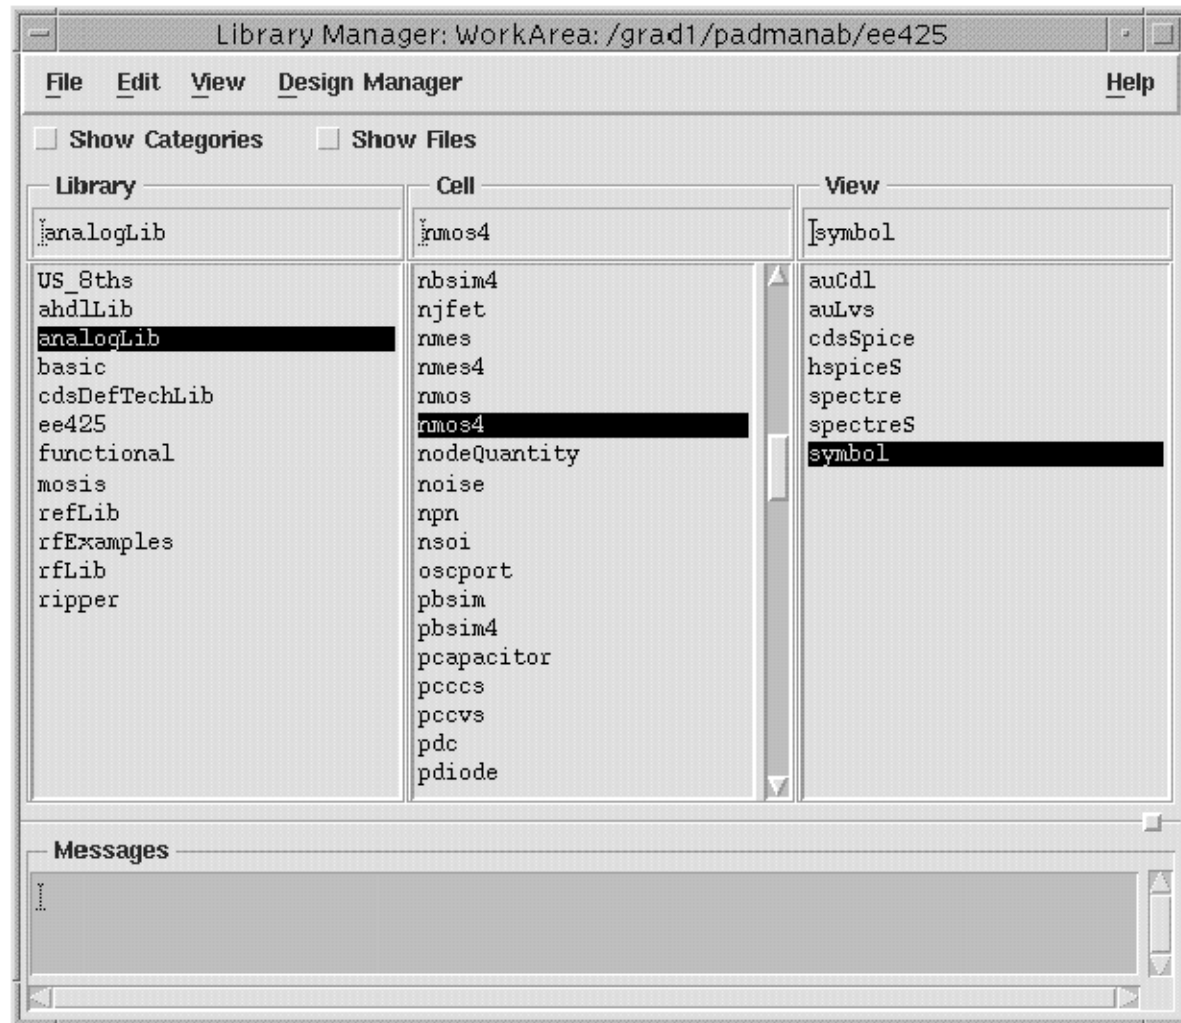 Library Manager: WorkArea: /grad1/padmanab/ee425
File Edit View Design Manager Help
Show Categories Show Files
Library Cell View
analogLib nmos4 symbol
US_8ths nbsim4 auCdl
ahdlLib njfet auLvs
analogLib nmes cdsSpice
basic nmes4 hspiceS
cdsDefTechLib nmos spectre
ee425 nmos4 spectreS
functional nodeQuantity symbol
mosis noise
refLib npn
rfExamples nsoi
rfLib oscport
ripper pbsim
pbsim4
pcapacitor
pcccs
pccvs
pdc
pdiode
Messages